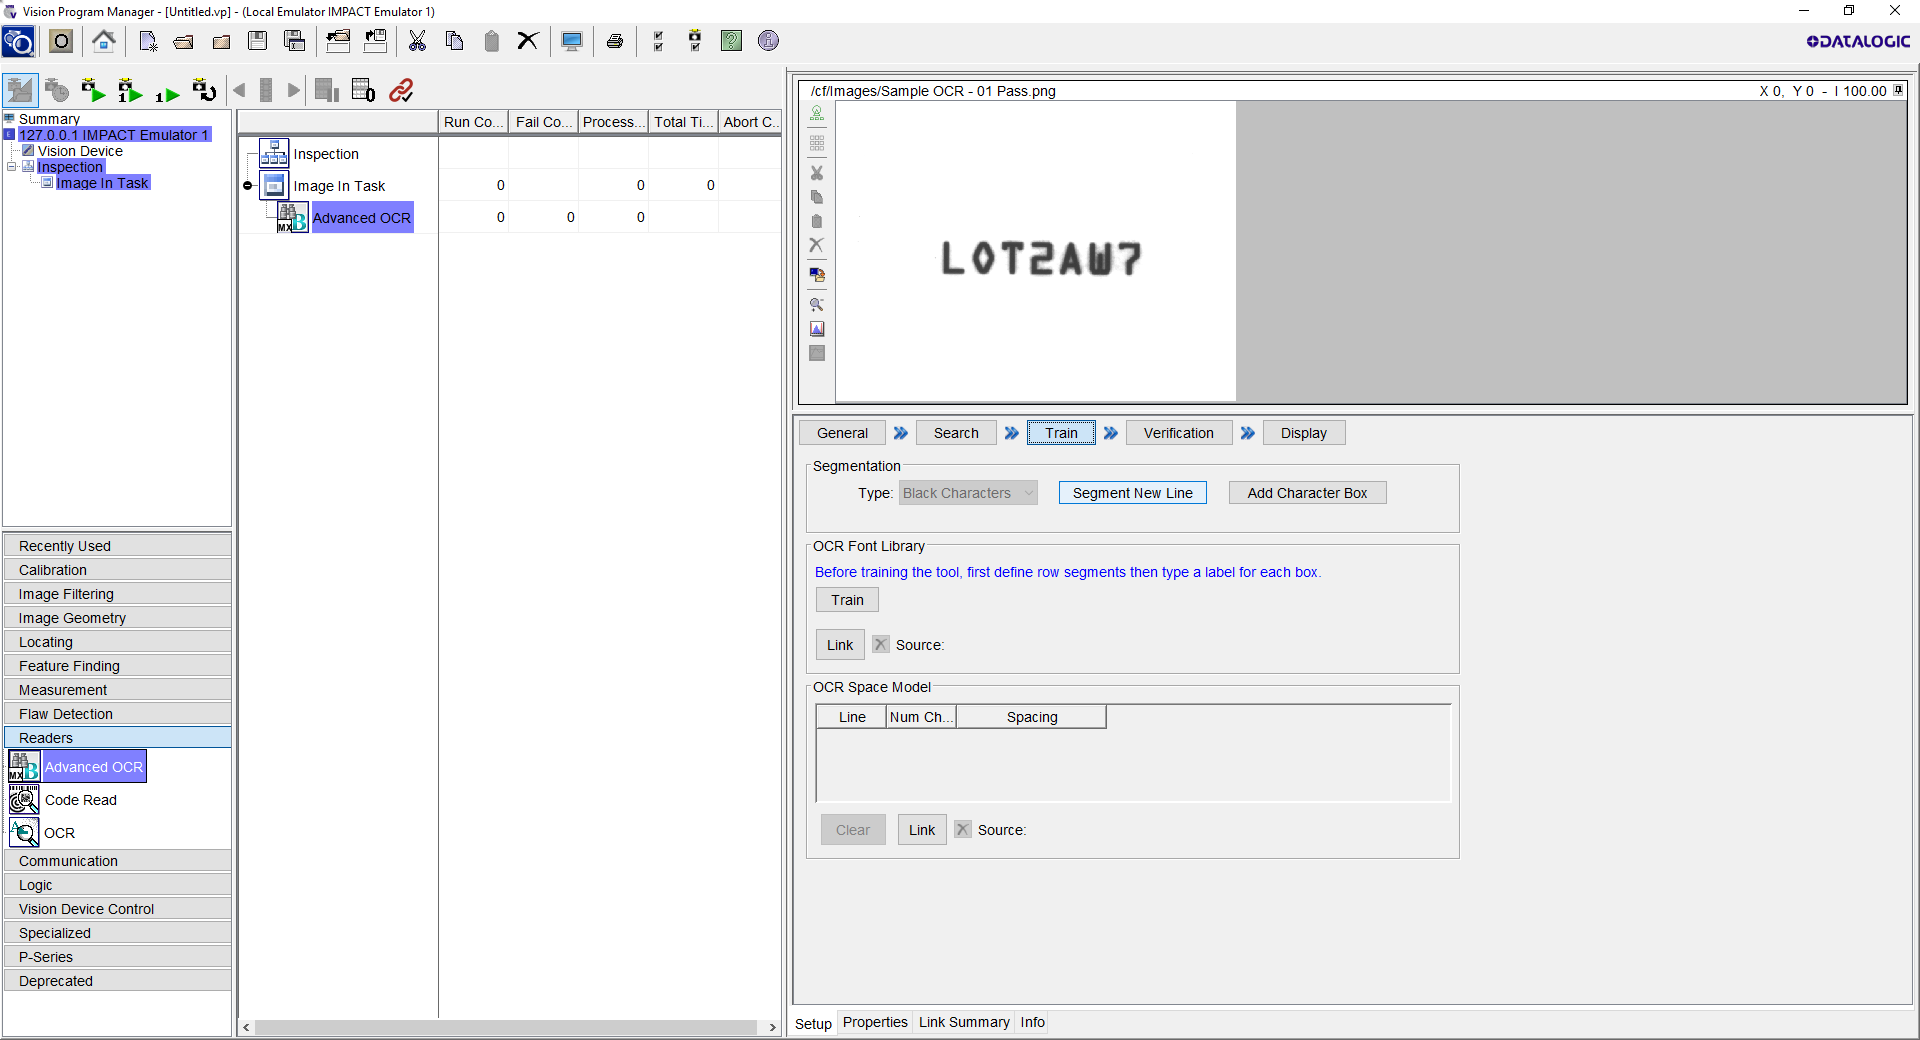 Vision Program Manager - [Untitled.vp] - (Local Emulator IMPACT Emulator 1)
DATALOGIC
Summary
127.0.0.1 IMPACT Emulator 1
Vision Device
Inspection
Image In Task
Run Co... Fail Co... Process... Total Ti... Abort C...
Inspection
Image In Task 0 0 0
Advanced OCR 0 0 0
/cf/Images/Sample OCR - 01 Pass.png X 0, Y 0 - I 100.00
LOT2AW7
General Search Train Verification Display
Segmentation
Type: Black Characters Segment New Line Add Character Box
OCR Font Library
Before training the tool, first define row segments then type a label for each box.
Train
Link Source:
OCR Space Model
Line Num Ch... Spacing
Clear Link Source:
Setup Properties Link Summary Info
Recently Used
Calibration
Image Filtering
Image Geometry
Locating
Feature Finding
Measurement
Flaw Detection
Readers
MX B Advanced OCR
Code Read
OCR
Communication
Logic
Vision Device Control
Specialized
P-Series
Deprecated